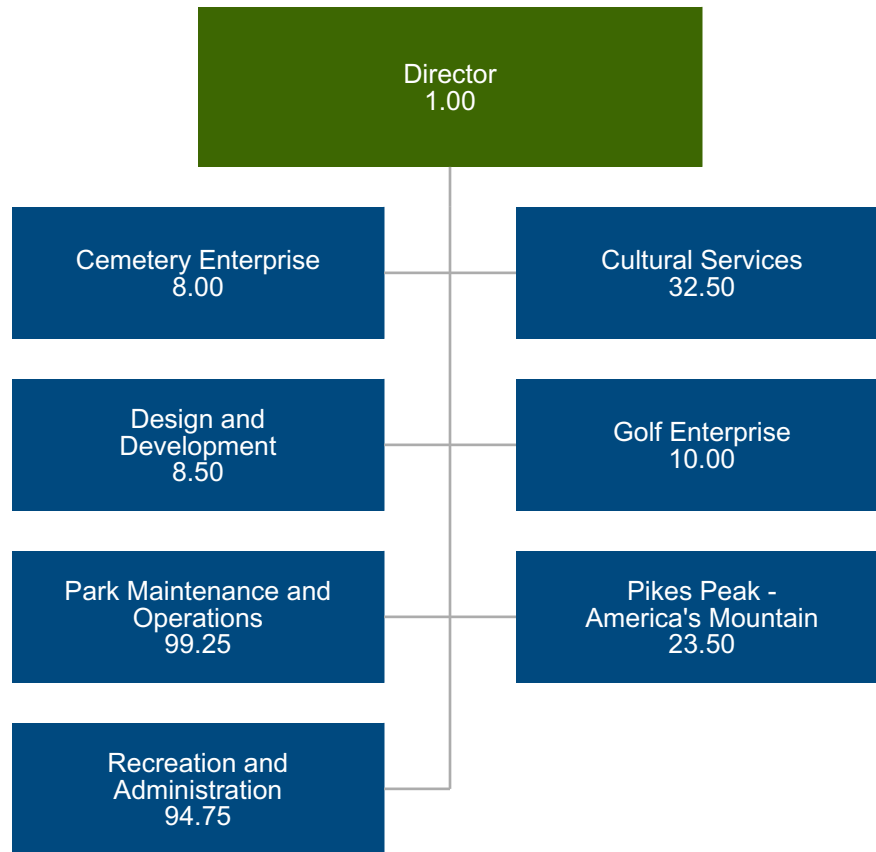 Director
1.00
Cemetery Enterprise
8.00
Cultural Services
32.50
Design and
Development
8.50
Golf Enterprise
10.00
Park Maintenance and
Operations
99.25
Pikes Peak -
America's Mountain
23.50
Recreation and
Administration
94.75